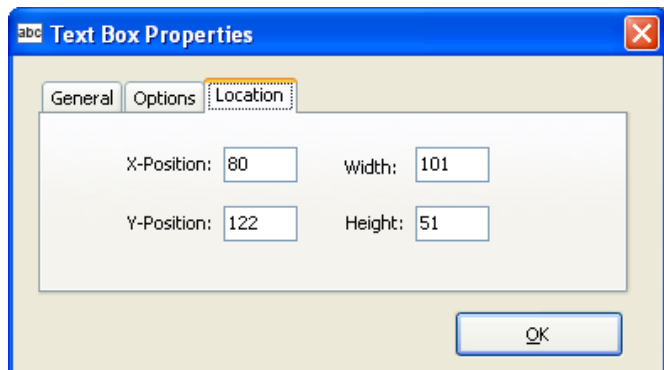 abc Text Box Properties
General Options Location
X-Position: 80 Width: 101
Y-Position: 122 Height: 51
OK